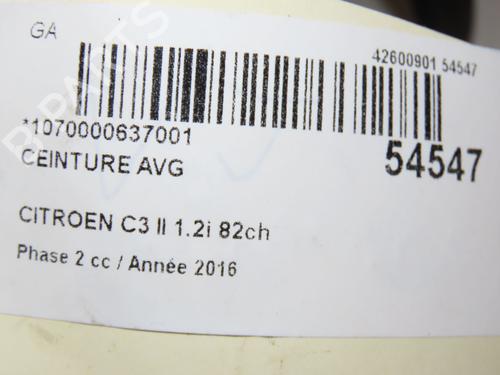 GA
42600901 54547
*1070000637001
54547
CEINTURE AVG
CITROEN C3 II 1.2i 82ch
Phase 2 cc / Année 2016